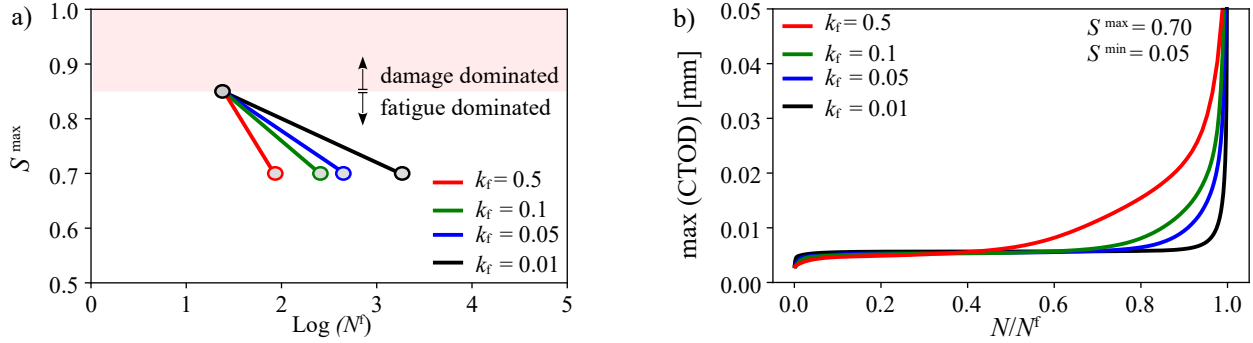 a)
1.0
0.9
0.8
0.7
0.6
0.5
S max
damage dominated
fatigue dominated
kf = 0.5
kf = 0.1
kf = 0.05
kf = 0.01
0
1
2
3
4
5
Log (Nf)
b)
0.05
0.04
0.03
0.02
0.01
0.00
max (CTOD) [mm]
kf = 0.5
kf = 0.1
kf = 0.05
kf = 0.01
S max = 0.70
S min = 0.05
0.0
0.2
0.4
0.6
0.8
1.0
N/Nf